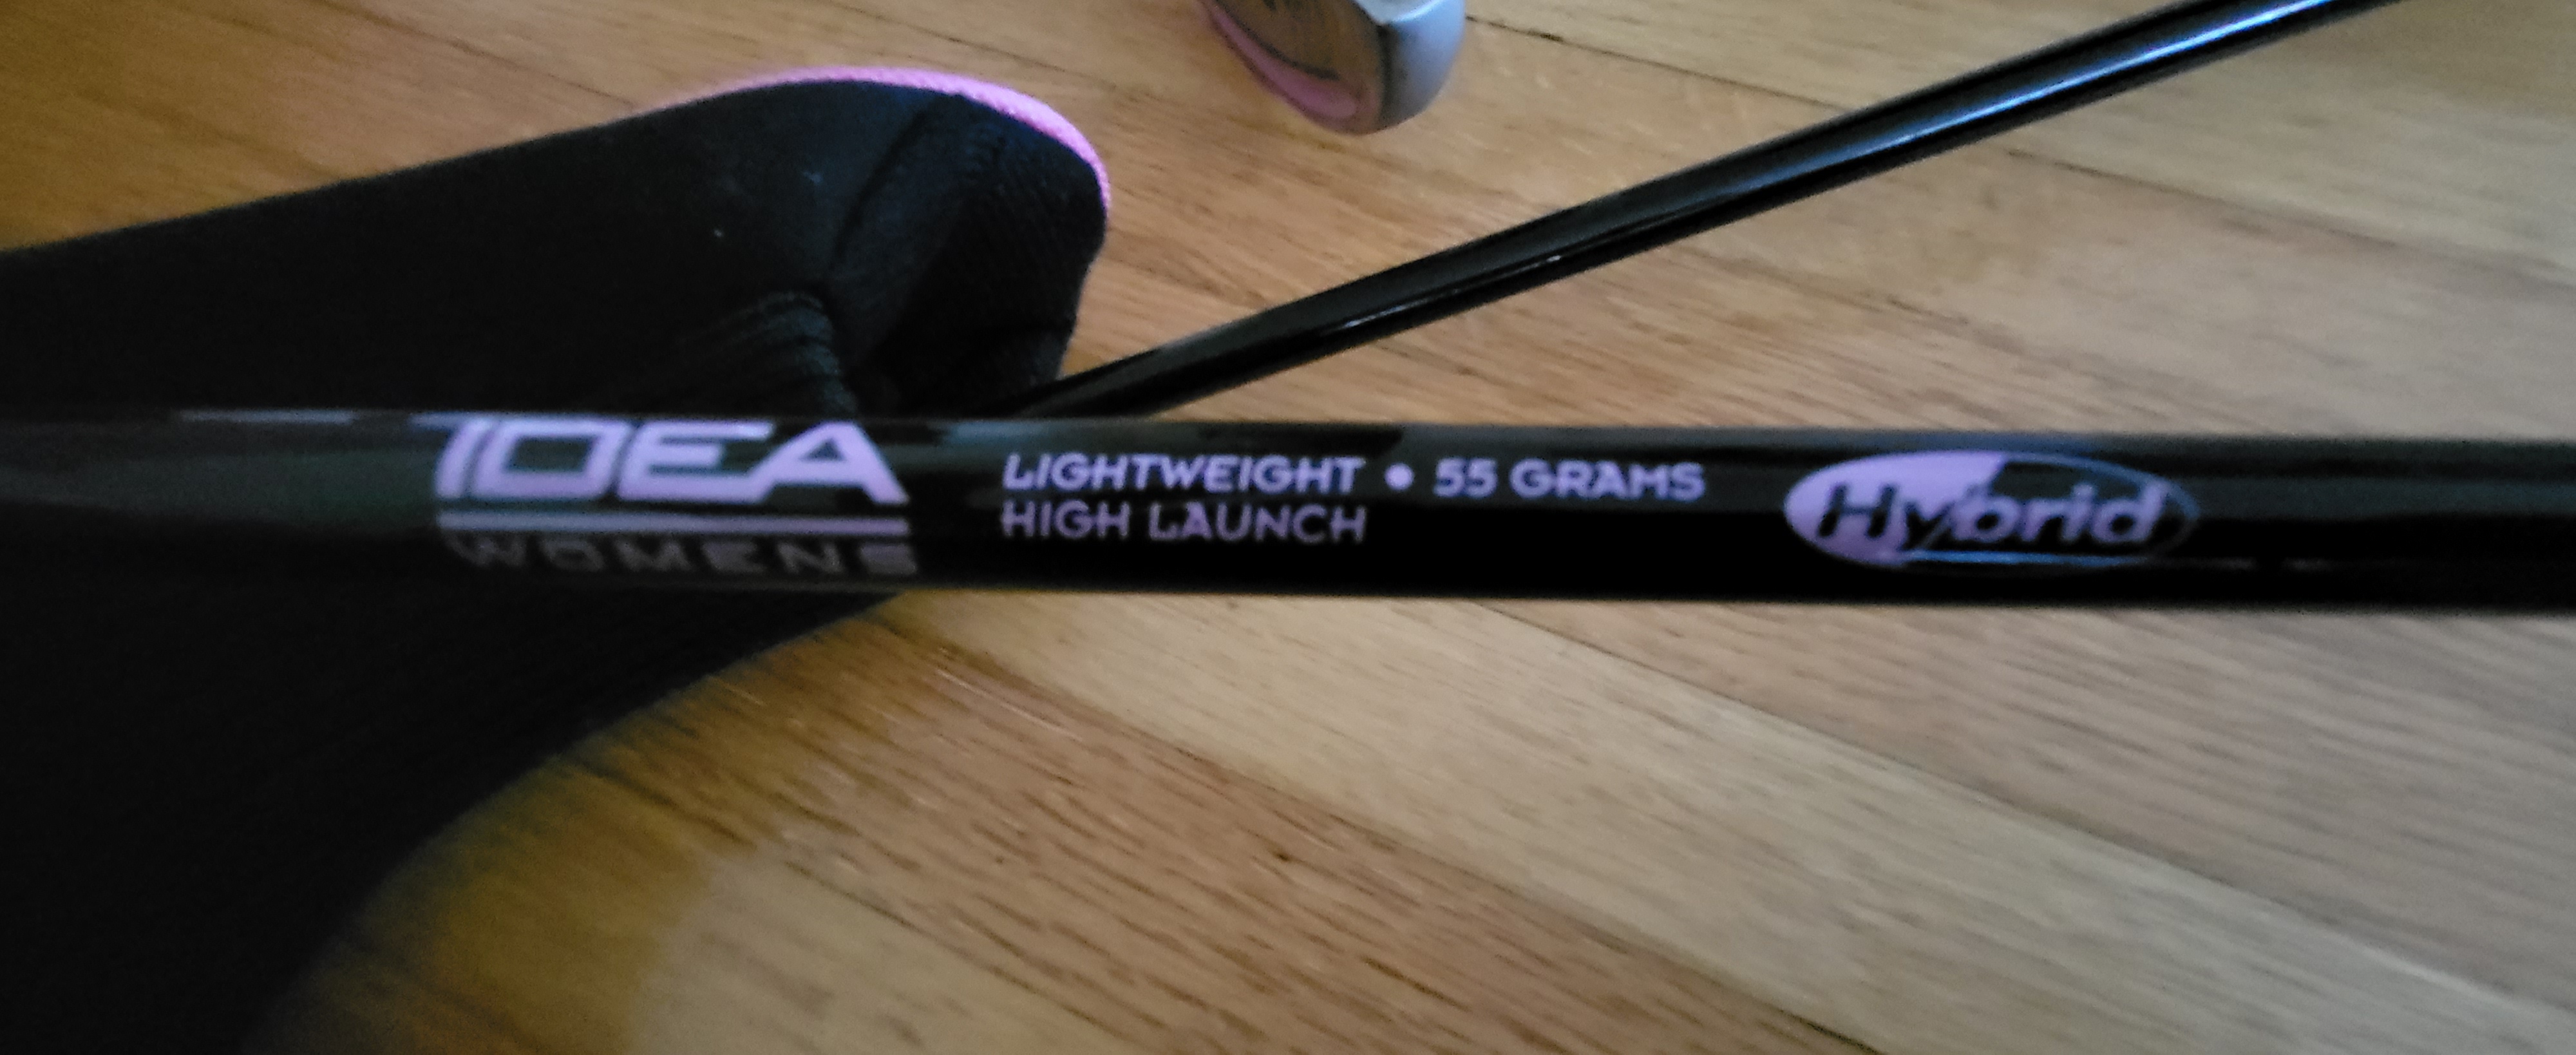 IDEA
WOMENS
LIGHTWEIGHT • 55 GRAMS
HIGH LAUNCH
Hybrid